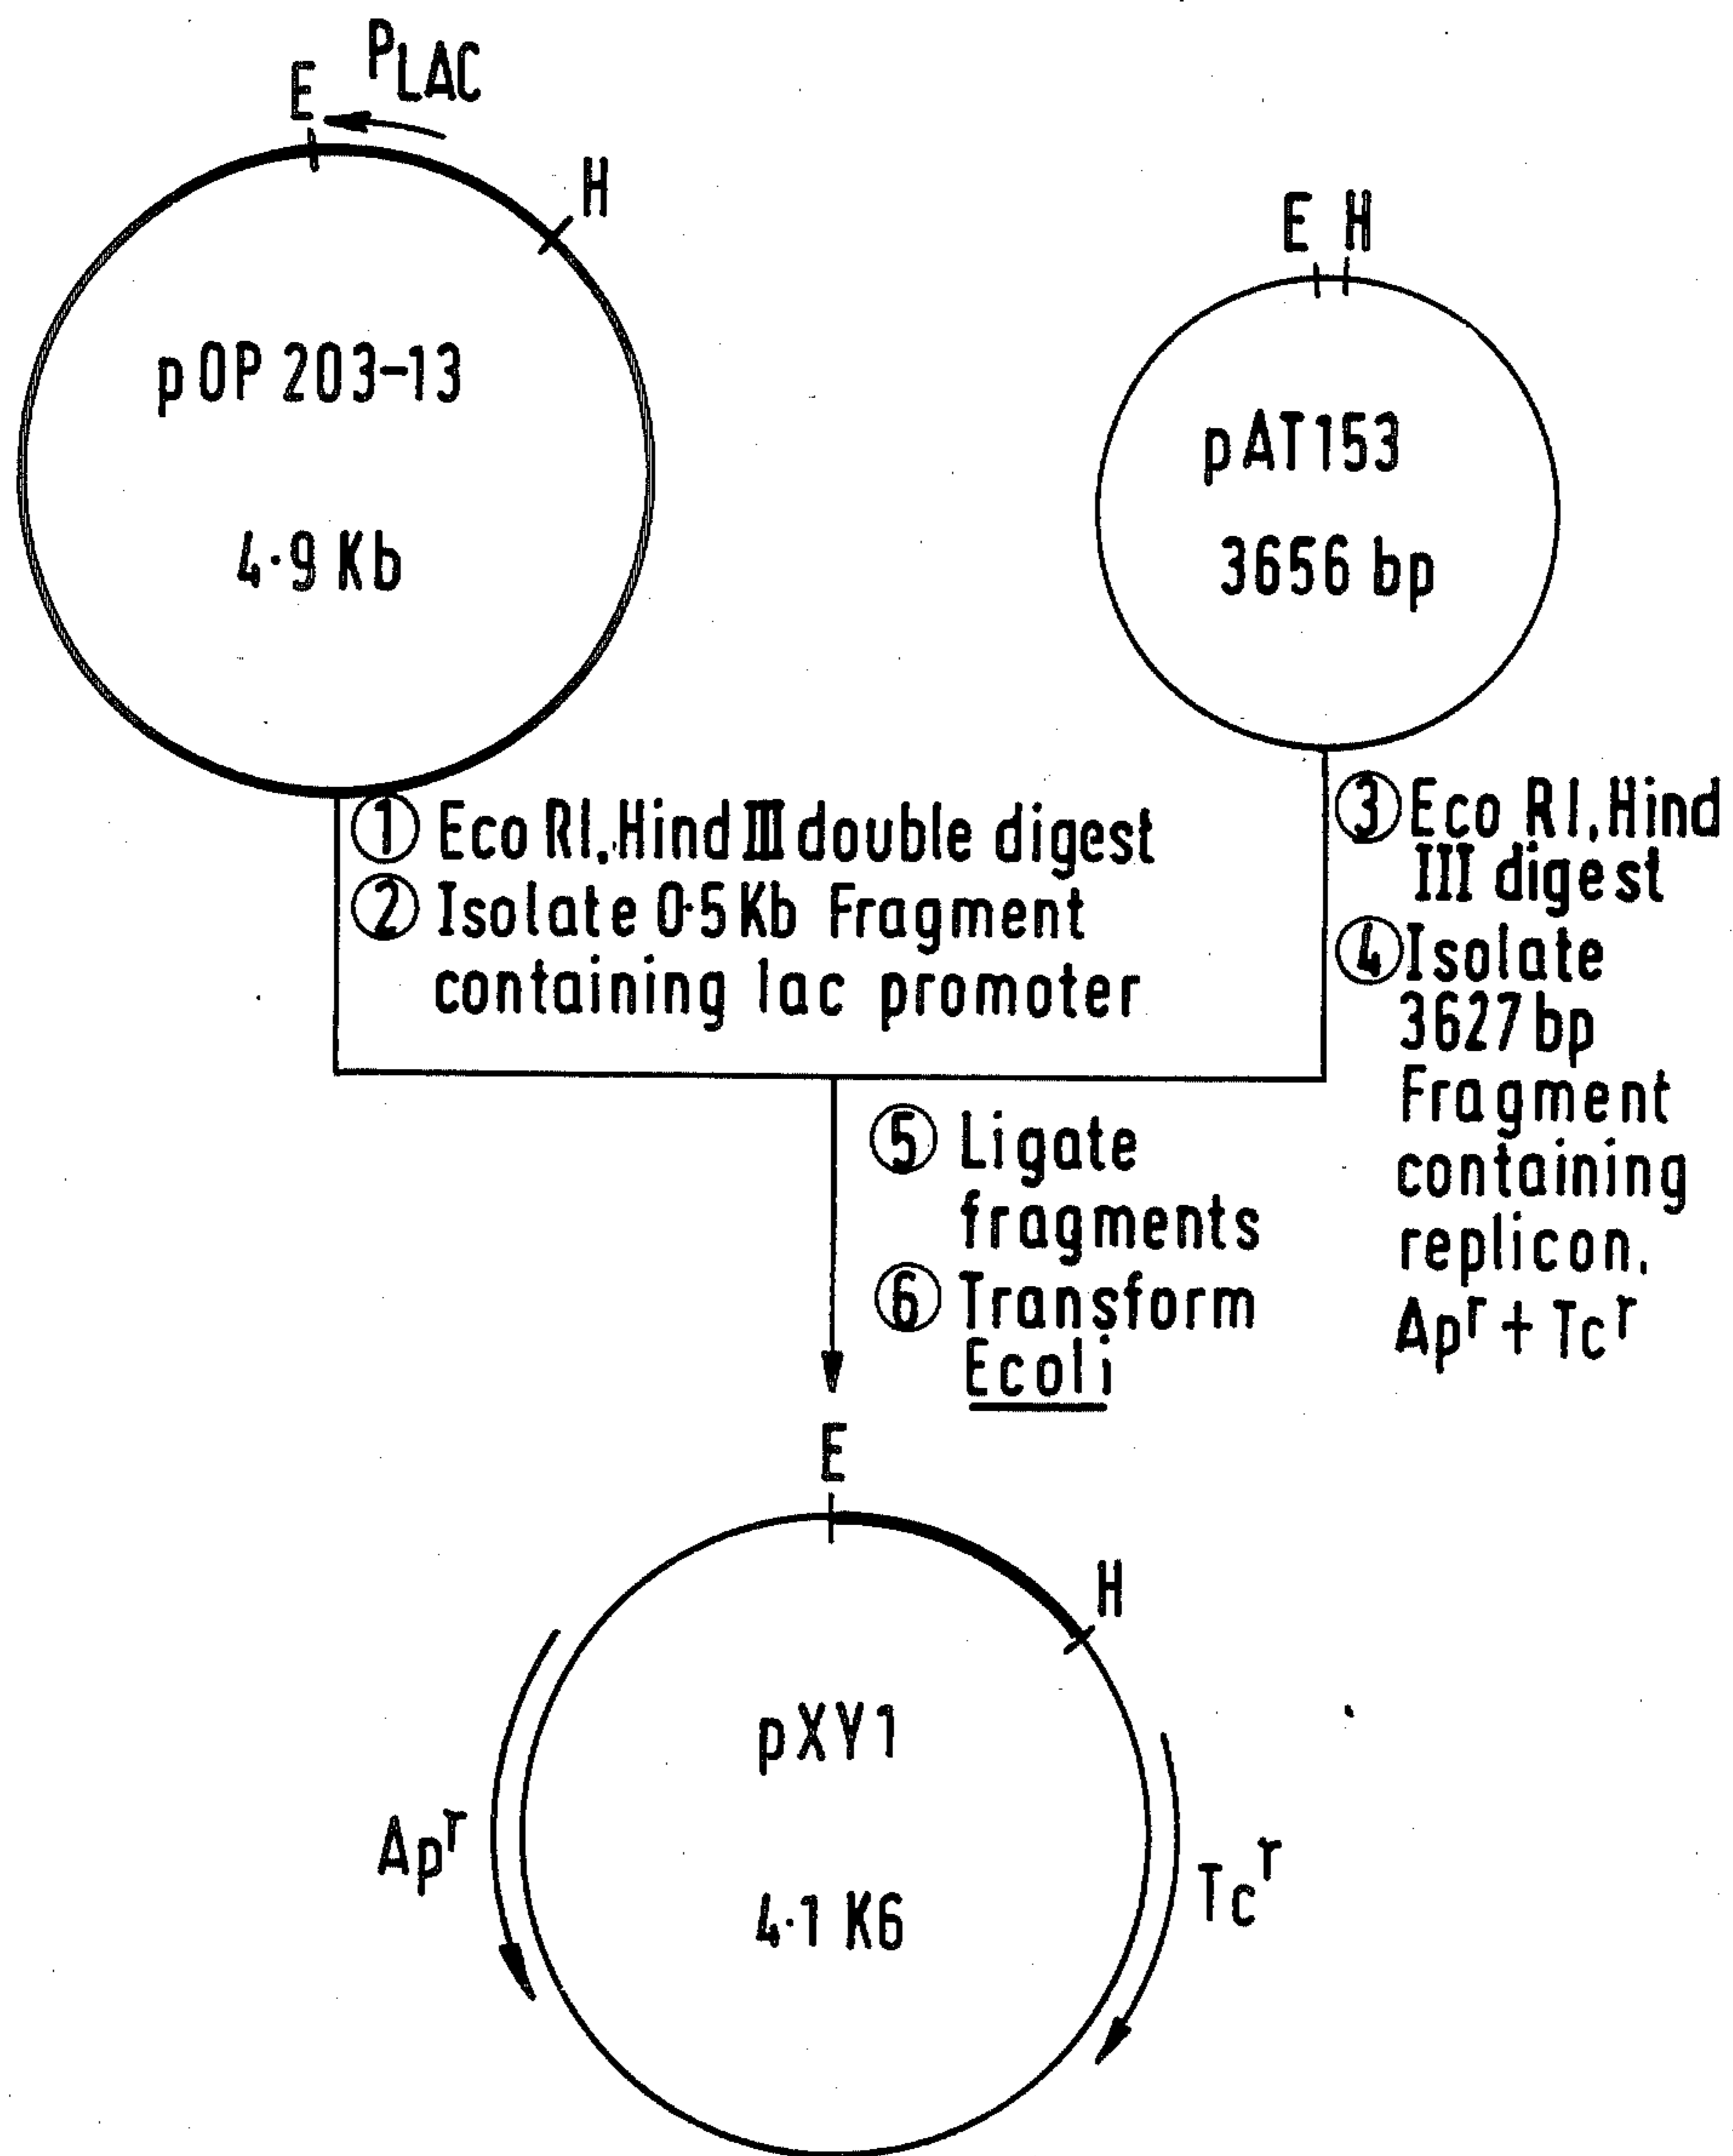 E
P LAC
H
pOP 203-13
4.9 Kb
E H
pAT153
3656 bp
① Eco RI, Hind III double digest
② Isolate 0.5 Kb Fragment
containing lac promoter
③ Eco RI, Hind
III digest
④ Isolate
3627 bp
Fragment
containing
replicon.
Apr + Tcr
⑤ Ligate
fragments
⑥ Transform
Ecoli
E
H
pXY1
4.1 K6
Apr
Tcr